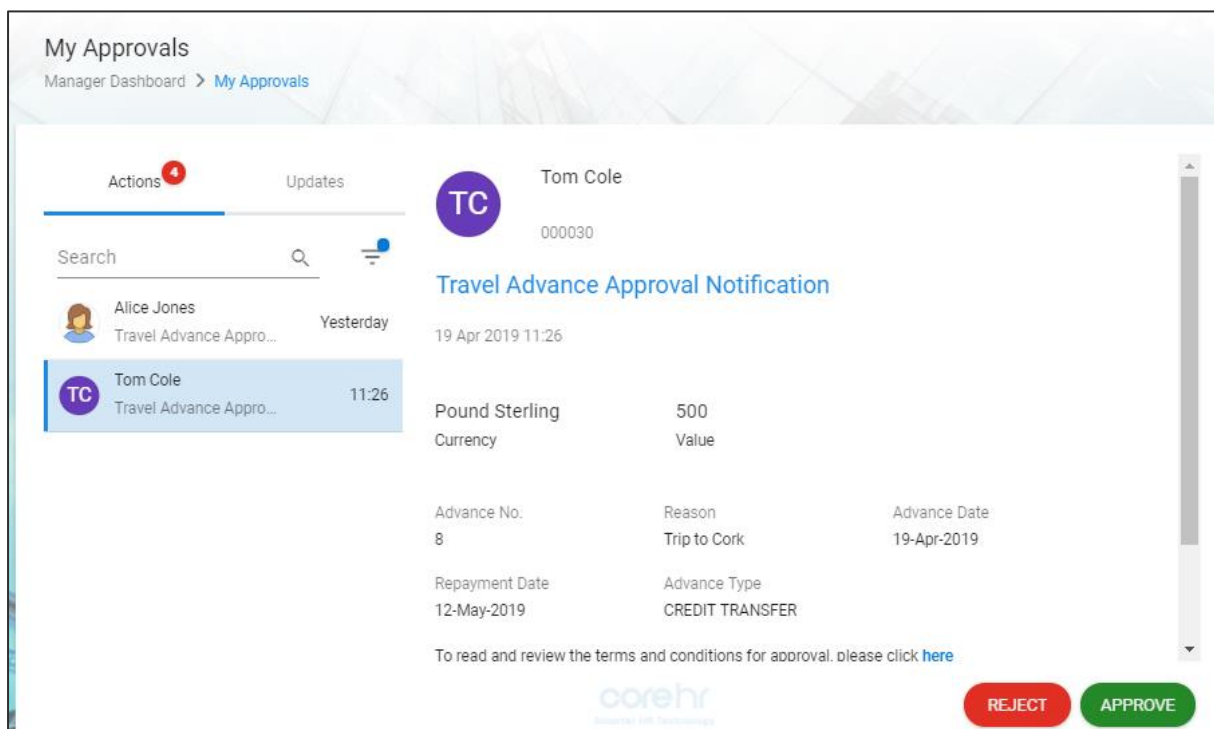 My Approvals
Manager Dashboard > My Approvals
Actions 4 Updates
Search
Alice Jones
Travel Advance Appro...
Yesterday
TC
Tom Cole
Travel Advance Appro...
11:26
TC
Tom Cole
000030
Travel Advance Approval Notification
19 Apr 2019 11:26
Pound Sterling 500
Currency Value
Advance No. Reason Advance Date
8 Trip to Cork 19-Apr-2019
Repayment Date Advance Type
12-May-2019 CREDIT TRANSFER
To read and review the terms and conditions for approval, please click here
corehr
REJECT APPROVE